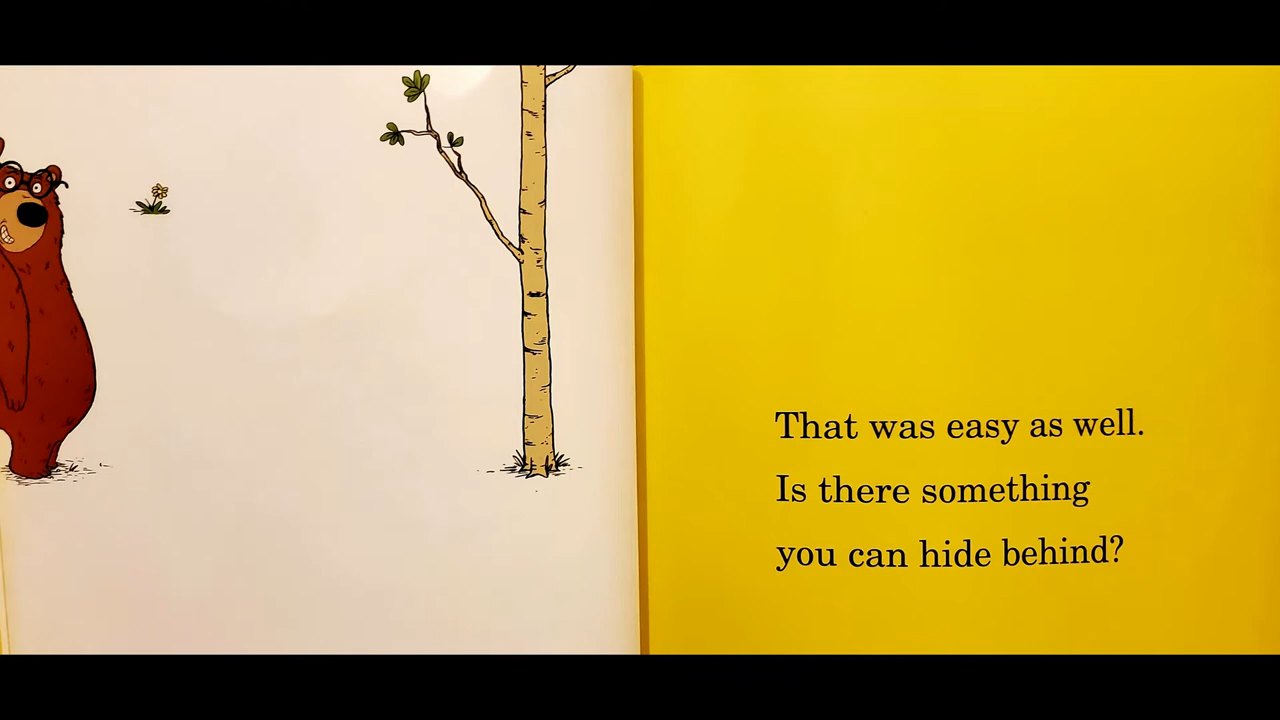 That was easy as well.
Is there something
you can hide behind?